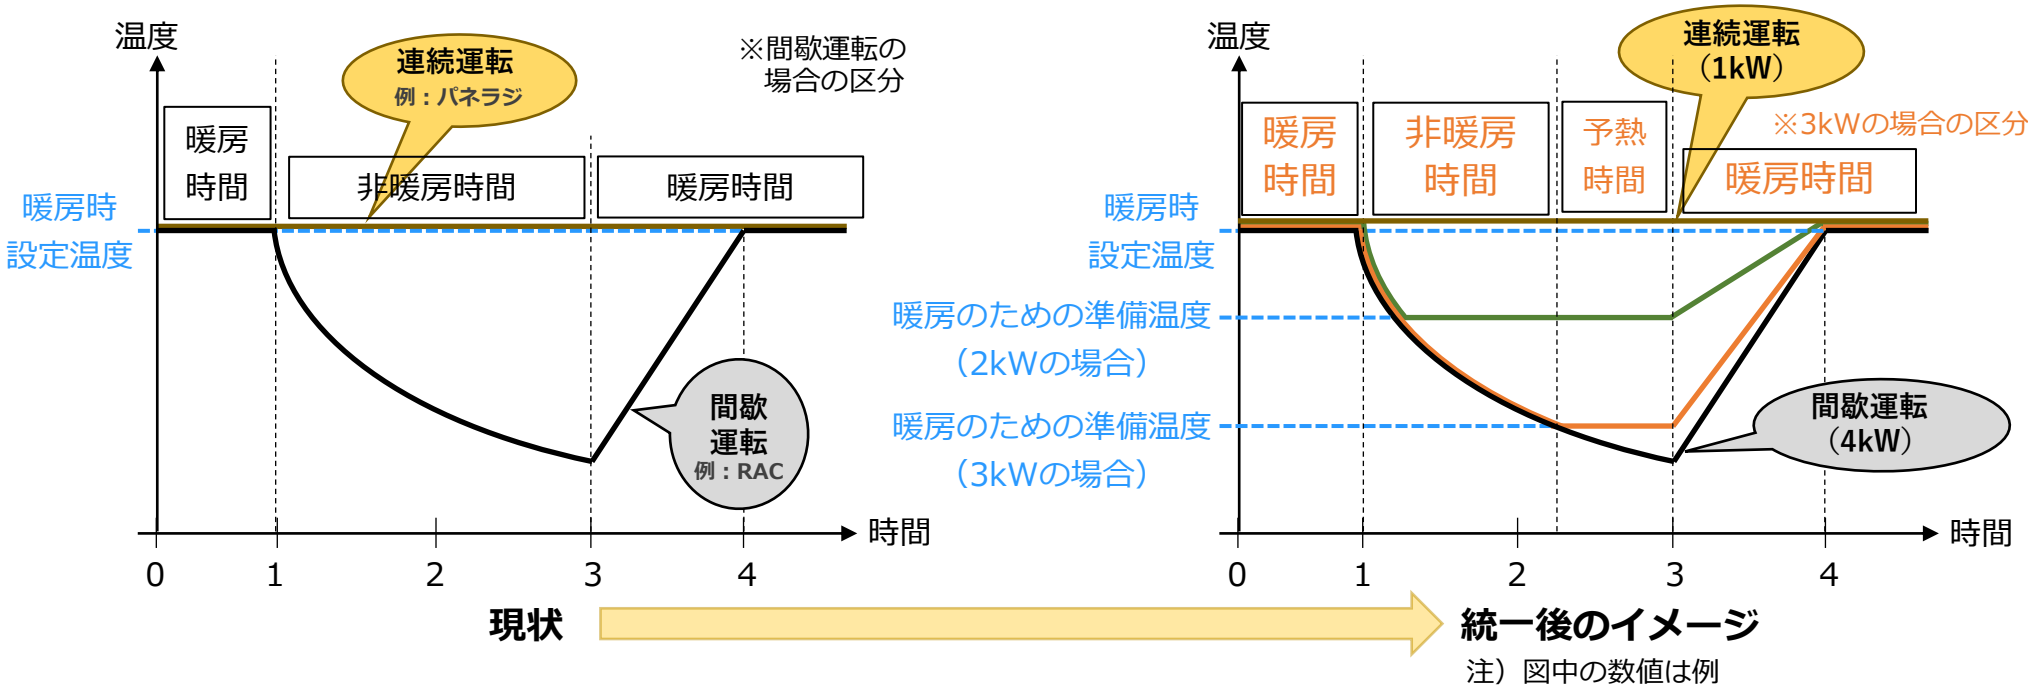 温度
連続運転
例：パネラジ
※間歇運転の
場合の区分
暖房
時間
非暖房時間
暖房時間
暖房時
設定温度
間歇
運転
例：RAC
時間
0 1 2 3 4
現状
温度
連続運転
（1kW）
※3kWの場合の区分
暖房
時間
非暖房
時間
予熱
時間
暖房時間
暖房時
設定温度
暖房のための準備温度
（2kWの場合）
暖房のための準備温度
（3kWの場合）
間歇運転
（4kW）
時間
0 1 2 3 4
統一後のイメージ
注）図中の数値は例